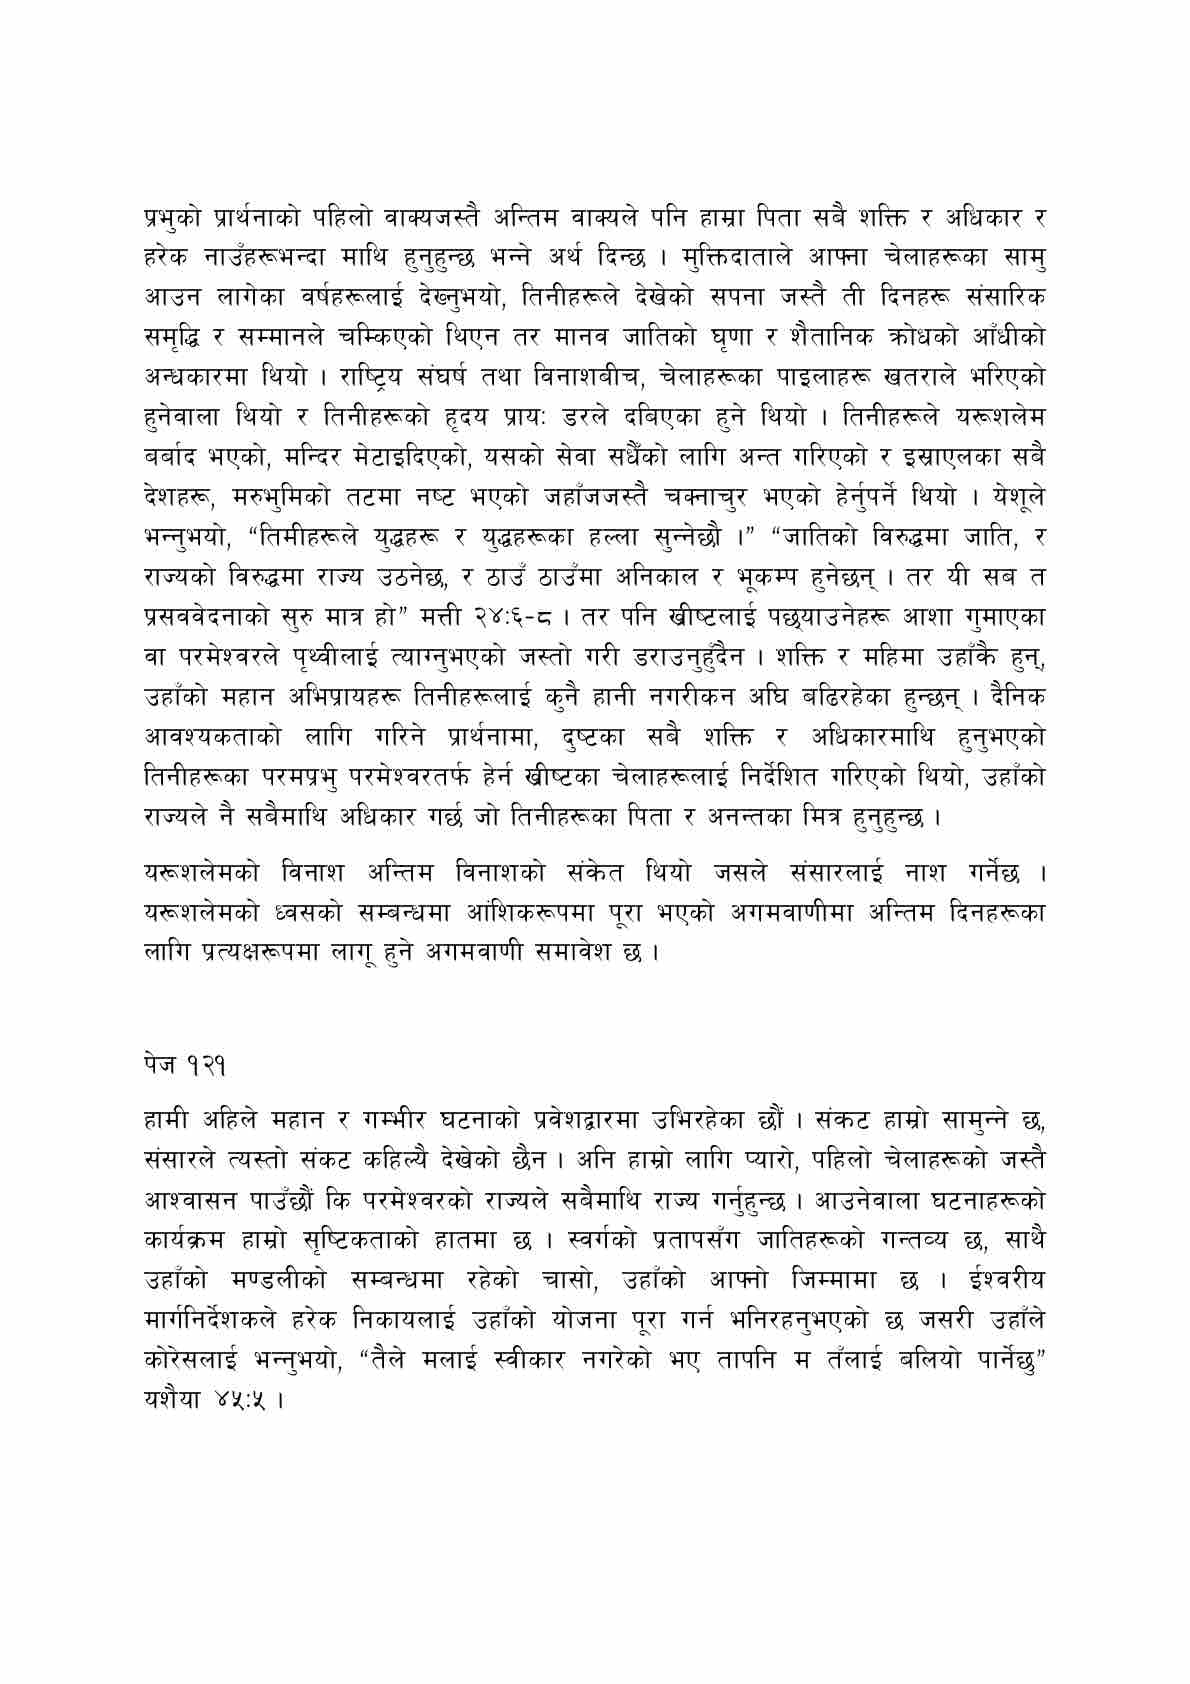 प्रभुको प्रार्थनाको पहिलो वाक्यजस्तै अन्तिम वाक्यले पनि हाम्रा पिता सबै शक्ति र अधिकार र
हरेक नाउँहरूभन्दा माथि हुनुहुन्छ भन्ने अर्थ दिन्छ । मुक्तिदाताले आफ्ना चेलाहरूका सामु
आउन लागेका वर्षहरूलाई देख्नुभयो, तिनीहरूले देखेको सपना जस्तै ती दिनहरू संसारिक
समृद्धि र सम्मानले चम्किएको थिएन तर मानव जातिको घृणा र शैतानिक क्रोधको आँधीको
अन्धकारमा थियो । राष्ट्रिय संघर्ष तथा विनाशबीच, चेलाहरूका पाइलाहरू खतराले भरिएको
हुनेवाला थियो र तिनीहरूको हृदय प्रायः डरले दबिएका हुने थियो । तिनीहरूले यरूशलेम
बर्बाद भएको, मन्दिर मेटाइदिएको, यसको सेवा सधैँको लागि अन्त गरिएको र इस्राएलका सबै
देशहरू, मरुभुमिको तटमा नष्ट भएको जहाँजजस्तै चक्नाचुर भएको हेर्नुपर्ने थियो । येशूले
भन्नुभयो, “तिमीहरूले युद्धहरू र युद्धहरूका हल्ला सुन्नेछौ ।” “जातिको विरुद्धमा जाति, र
राज्यको विरुद्धमा राज्य उठनेछ, र ठाउँ ठाउँमा अनिकाल र भूकम्प हुनेछन् । तर यी सब त
प्रसववेदनाको सुरु मात्र हो” मत्ती २४:६-८ । तर पनि ख्रीष्टलाई पछ्याउनेहरू आशा गुमाएका
वा परमेश्वरले पृथ्वीलाई त्याग्नुभएको जस्तो गरी डराउनुहुँदैन । शक्ति र महिमा उहाँकै हुन्,
उहाँको महान अभिप्रायहरू तिनीहरूलाई कुनै हानी नगरीकन अघि बढिरहेका हुन्छन् । दैनिक
आवश्यकताको लागि गरिने प्रार्थनामा, दुष्टका सबै शक्ति र अधिकारमाथि हुनुभएको
तिनीहरूका परमप्रभु परमेश्वरतर्फ हेर्न ख्रीष्टका चेलाहरूलाई निर्देशित गरिएको थियो, उहाँको
राज्यले नै सबैमाथि अधिकार गर्छ जो तिनीहरूका पिता र अनन्तका मित्र हुनुहुन्छ ।
यरूशलेमको विनाश अन्तिम विनाशको संकेत थियो जसले संसारलाई नाश गर्नेछ ।
यरूशलेमको ध्वसको सम्बन्धमा आंशिकरूपमा पूरा भएको अगमवाणीमा अन्तिम दिनहरूका
लागि प्रत्यक्षरूपमा लागू हुने अगमवाणी समावेश छ ।
पेज १२१
हामी अहिले महान र गम्भीर घटनाको प्रवेशद्वारमा उभिरहेका छौं । संकट हाम्रो सामुन्ने छ,
संसारले त्यस्तो संकट कहिल्यै देखेको छैन । अनि हाम्रो लागि प्यारो, पहिलो चेलाहरूको जस्तै
आश्वासन पाउँछौं कि परमेश्वरको राज्यले सबैमाथि राज्य गर्नुहुन्छ । आउनेवाला घटनाहरूको
कार्यक्रम हाम्रो सृष्टिकताको हातमा छ । स्वर्गको प्रतापसँग जातिहरूको गन्तव्य छ, साथै
उहाँको मण्डलीको सम्बन्धमा रहेको चासो, उहाँको आफ्नो जिम्मामा छ । ईश्वरीय
मार्गनिर्देशकले हरेक निकायलाई उहाँको योजना पूरा गर्न भनिरहनुभएको छ जसरी उहाँले
कोरेसलाई भन्नुभयो, “तैले मलाई स्वीकार नगरेको भए तापनि म तँलाई बलियो पार्नेछु”
यशैया ४५:५ ।